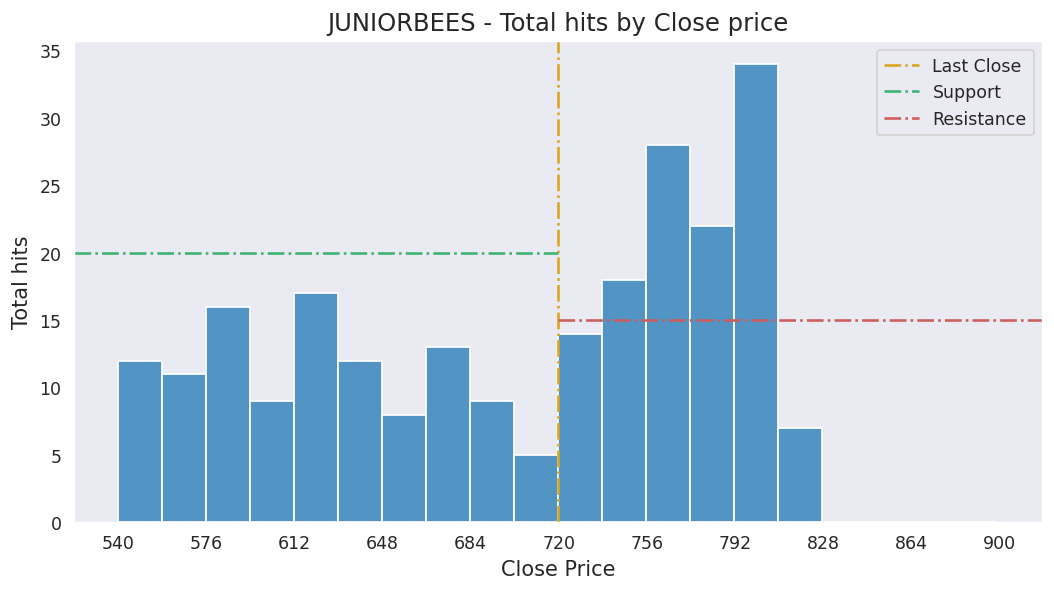 JUNIORBEES - Total hits by Close price
Last Close
Support
Resistance
Total hits
35
30
25
20
15
10
5
0
540 576 612 648 684 720 756 792 828 864 900
Close Price